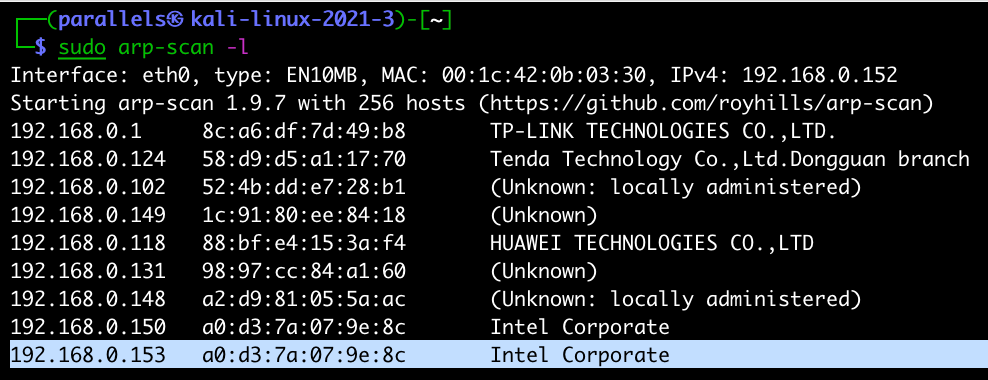 (parallels㉿kali-linux-2021-3)-[~]
$ sudo arp-scan -l
Interface: eth0, type: EN10MB, MAC: 00:1c:42:0b:03:30, IPv4: 192.168.0.152
Starting arp-scan 1.9.7 with 256 hosts (https://github.com/royhills/arp-scan)
192.168.0.1 8c:a6:df:7d:49:b8 TP-LINK TECHNOLOGIES CO.,LTD.
192.168.0.124 58:d9:d5:a1:17:70 Tenda Technology Co.,Ltd.Dongguan branch
192.168.0.102 52:4b:dd:e7:28:b1 (Unknown: locally administered)
192.168.0.149 1c:91:80:ee:84:18 (Unknown)
192.168.0.118 88:bf:e4:15:3a:f4 HUAWEI TECHNOLOGIES CO.,LTD
192.168.0.131 98:97:cc:84:a1:60 (Unknown)
192.168.0.148 a2:d9:81:05:5a:ac (Unknown: locally administered)
192.168.0.150 a0:d3:7a:07:9e:8c Intel Corporate
192.168.0.153 a0:d3:7a:07:9e:8c Intel Corporate